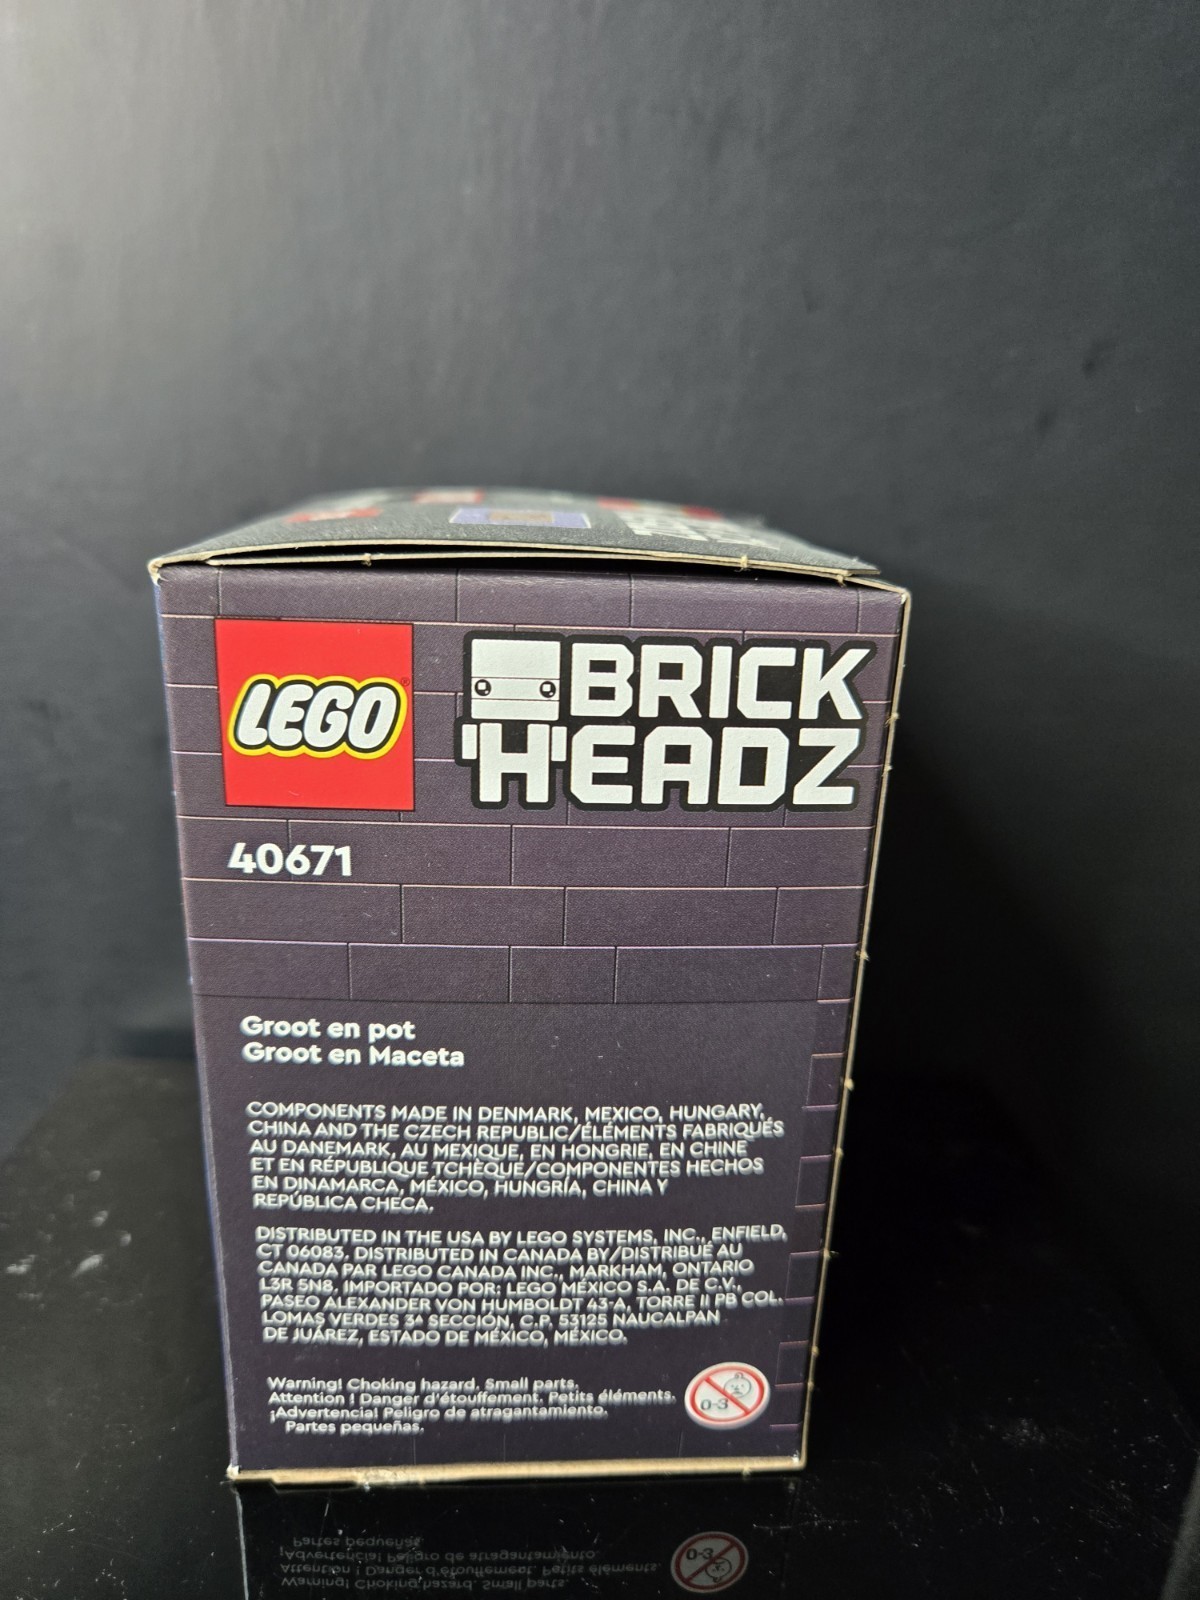 LEGO®
BRICK
HEADZ
40671
Groot en pot
Groot en Maceta
COMPONENTS MADE IN DENMARK, MEXICO, HUNGARY,
CHINA AND THE CZECH REPUBLIC/ÉLÉMENTS FABRIQUÉS
AU DANEMARK, AU MEXIQUE, EN HONGRIE, EN CHINE
ET EN RÉPUBLIQUE TCHÈQUE/COMPONENTES HECHOS
EN DINAMARCA, MÉXICO, HUNGRÍA, CHINA Y
REPÚBLICA CHECA.
DISTRIBUTED IN THE USA BY LEGO SYSTEMS, INC., ENFIELD,
CT 06083. DISTRIBUTED IN CANADA BY/DISTRIBUÉ AU
CANADA PAR LEGO CANADA INC., MARKHAM, ONTARIO
L3R 5N8. IMPORTADO POR: LEGO MÉXICO S.A. DE C.V.,
PASEO ALEXANDER VON HUMBOLDT 43-A, TORRE II PB COL.
LOMAS VERDES 3ᴬ SECCIÓN, C.P. 53125 NAUCALPAN
DE JUÁREZ, ESTADO DE MÉXICO, MÉXICO.
Warning! Choking hazard. Small parts.
Attention ! Danger d'étouffement. Petits éléments.
¡Advertencia! Peligro de atragantamiento.
Partes pequeñas.
0-3